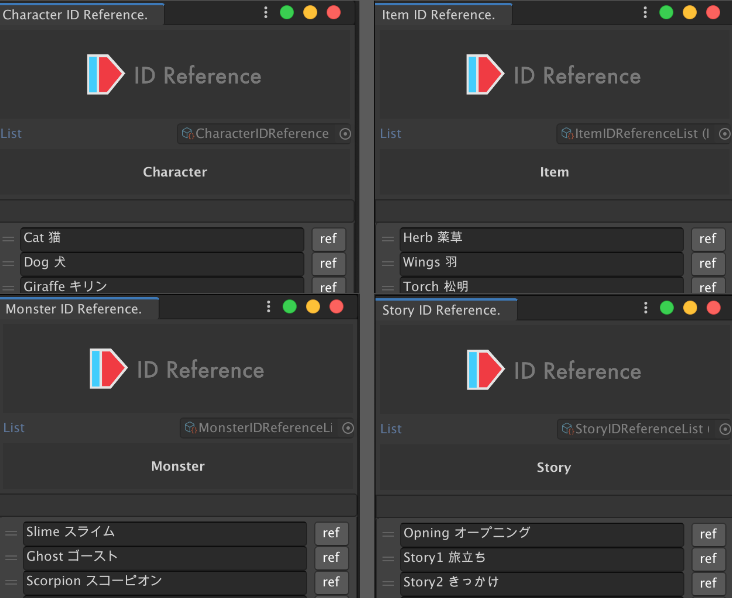 Character ID Reference.
ID Reference
List
CharacterIDReference
Character
Cat 猫
ref
Dog 犬
ref
Giraffe キリン
ref
Item ID Reference.
ID Reference
List
ItemIDReferenceList (I
Item
Herb 薬草
ref
Wings 羽
ref
Torch 松明
ref
Monster ID Reference.
ID Reference
List
MonsterIDReferenceLi
Monster
Slime スライム
ref
Ghost ゴースト
ref
Scorpion スコーピオン
ref
Story ID Reference.
ID Reference
List
StoryIDReferenceList (
Story
Opning オープニング
ref
Story1 旅立ち
ref
Story2 きっかけ
ref